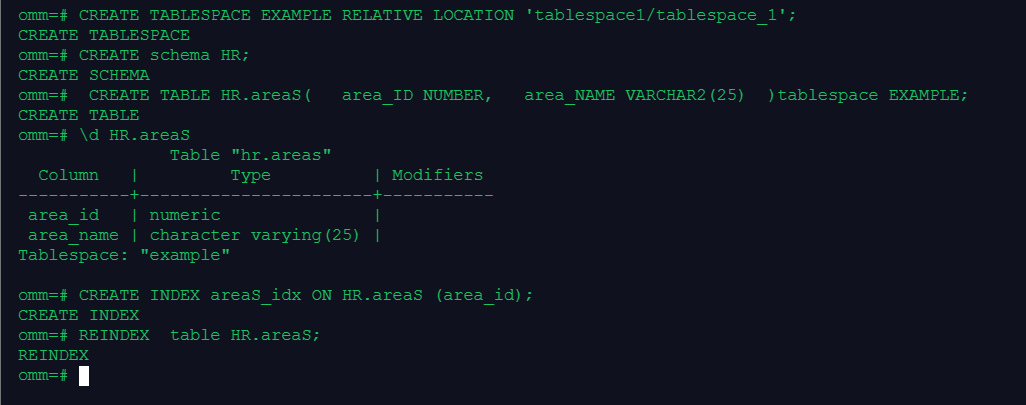 omm=# CREATE TABLESPACE EXAMPLE RELATIVE LOCATION 'tablespace1/tablespace_1';
CREATE TABLESPACE
omm=# CREATE schema HR;
CREATE SCHEMA
omm=#  CREATE TABLE HR.areaS(   area_ID NUMBER,   area_NAME VARCHAR2(25)  )tablespace EXAMPLE;
CREATE TABLE
omm=# \d HR.areaS
               Table "hr.areas"
  Column   |         Type          | Modifiers
-----------+-----------------------+-----------
 area_id   | numeric               |
 area_name | character varying(25) |
Tablespace: "example"

omm=# CREATE INDEX areaS_idx ON HR.areaS (area_id);
CREATE INDEX
omm=# REINDEX  table HR.areaS;
REINDEX
omm=#